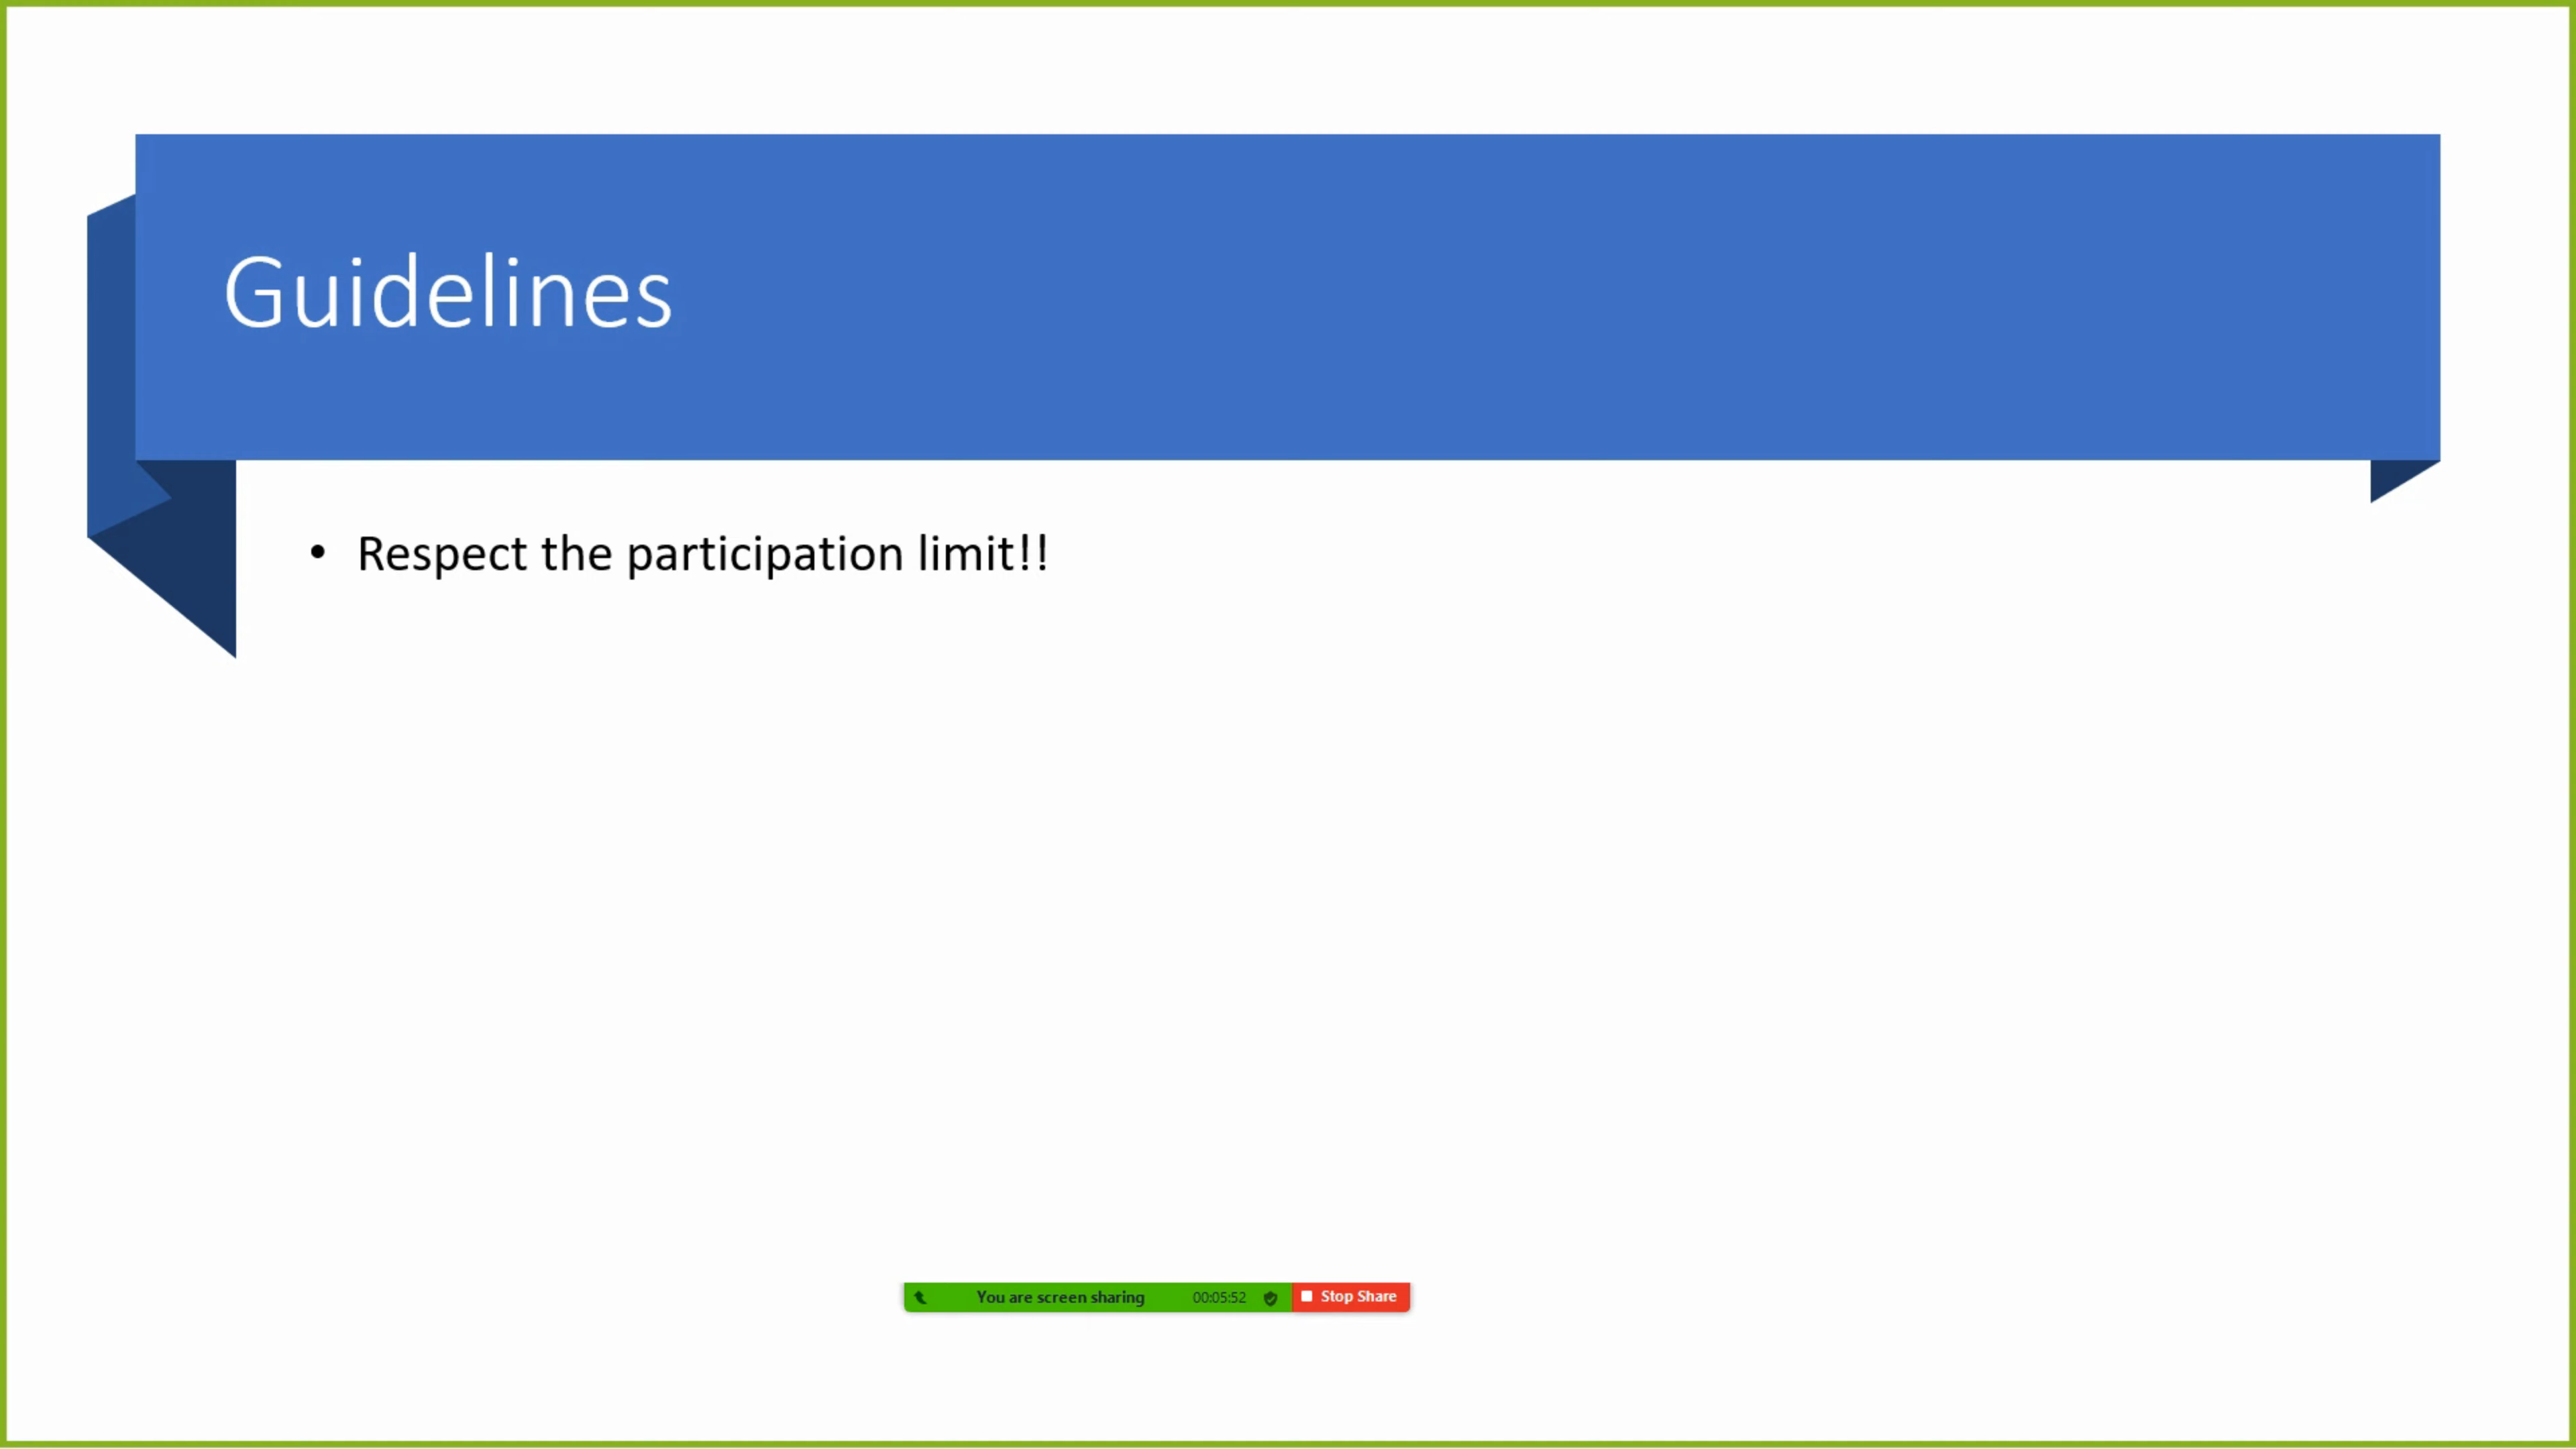 Guidelines
• Respect the participation limit!!
You are screen sharing 00:05:52 Stop Share